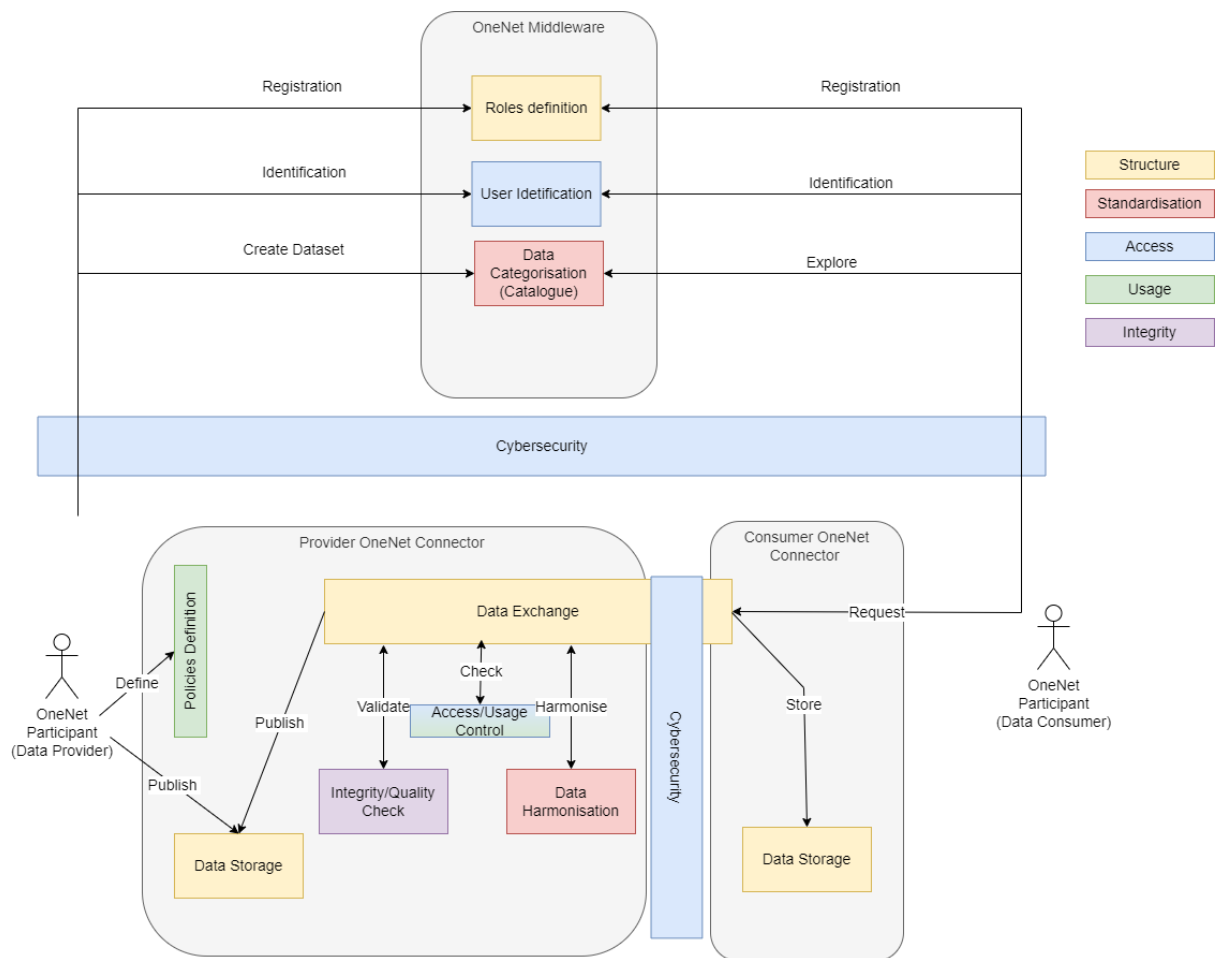 OneNet Middleware
Registration
Roles definition
Registration
Identification
User Idetification
Identification
Create Dataset
Data
Categorisation
(Catalogue)
Explore
Structure
Standardisation
Access
Usage
Integrity
Cybersecurity
Provider OneNet Connector
Consumer OneNet
Connector
Policies Definition
Data Exchange
Request
Define
Publish
Validate
Check
Access/Usage
Control
Harmonise
Cybersecurity
Store
OneNet
Participant
(Data Provider)
OneNet
Participant
(Data Consumer)
Publish
Integrity/Quality
Check
Data
Harmonisation
Data Storage
Data Storage